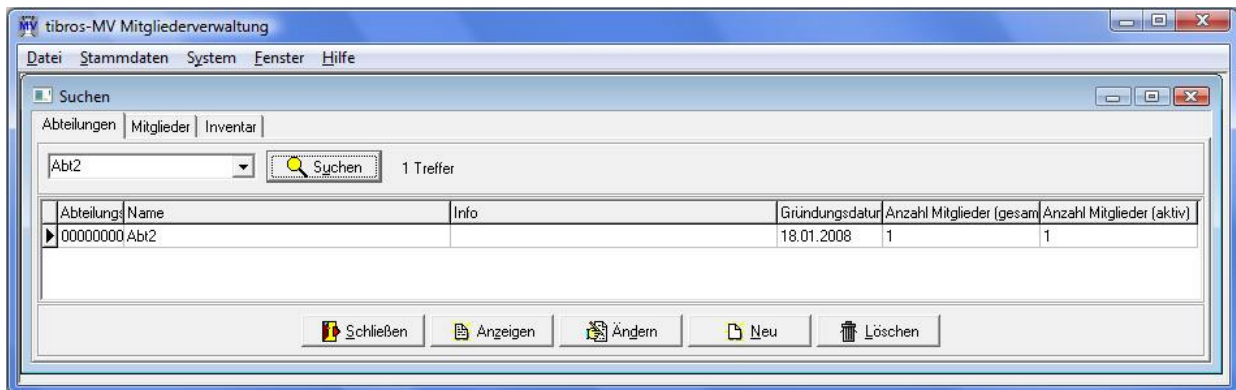 tibros-MV Mitgliederverwaltung
Datei Stammdaten System Fenster Hilfe
Suchen
Abteilungen Mitglieder Inventar
Abt2 Suchen 1 Treffer
Abteilungs Name Info Gründungsdatur Anzahl Mitglieder (gesam Anzahl Mitglieder (aktiv)
00000000 Abt2 18.01.2008 1 1
Schließen Anzeigen Ändern Neu Löschen